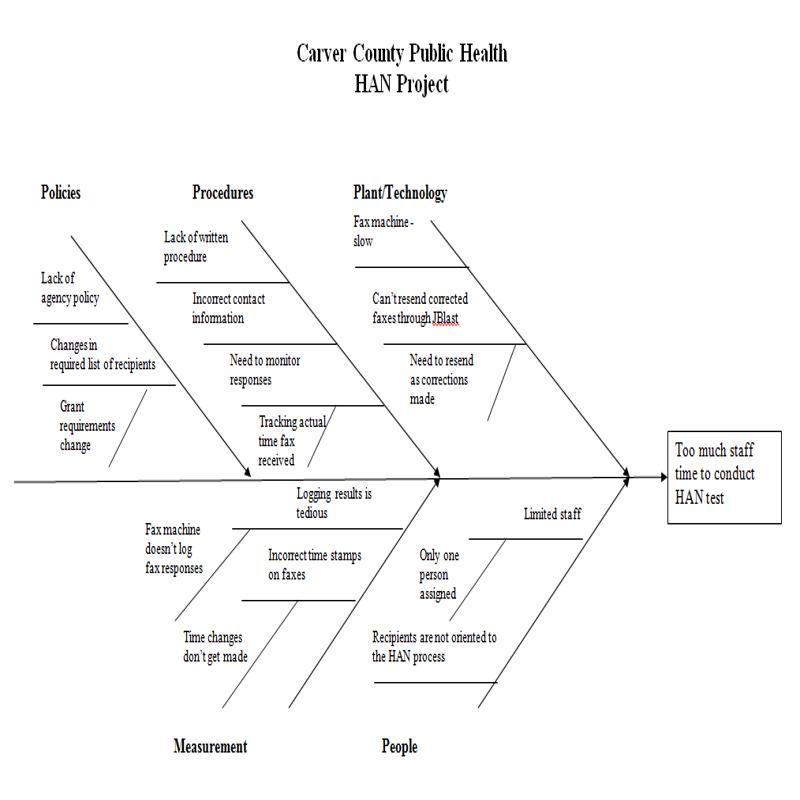 Carver County Public Health
HAN Project
Policies
Procedures
Plant/Technology
Lack of
agency policy
Changes in
required list of recipients
Grant
requirements
change
Lack of written
procedure
Incorrect contact
information
Need to monitor
responses
Tracking actual
time fax
received
Fax machine -
slow
Can't resend corrected
faxes through JBlast
Need to resend
as corrections
made
Too much staff
time to conduct
HAN test
Logging results is
tedious
Fax machine
doesn't log
fax responses
Incorrect time stamps
on faxes
Time changes
don't get made
Limited staff
Only one
person
assigned
Recipients are not oriented to
the HAN process
Measurement
People